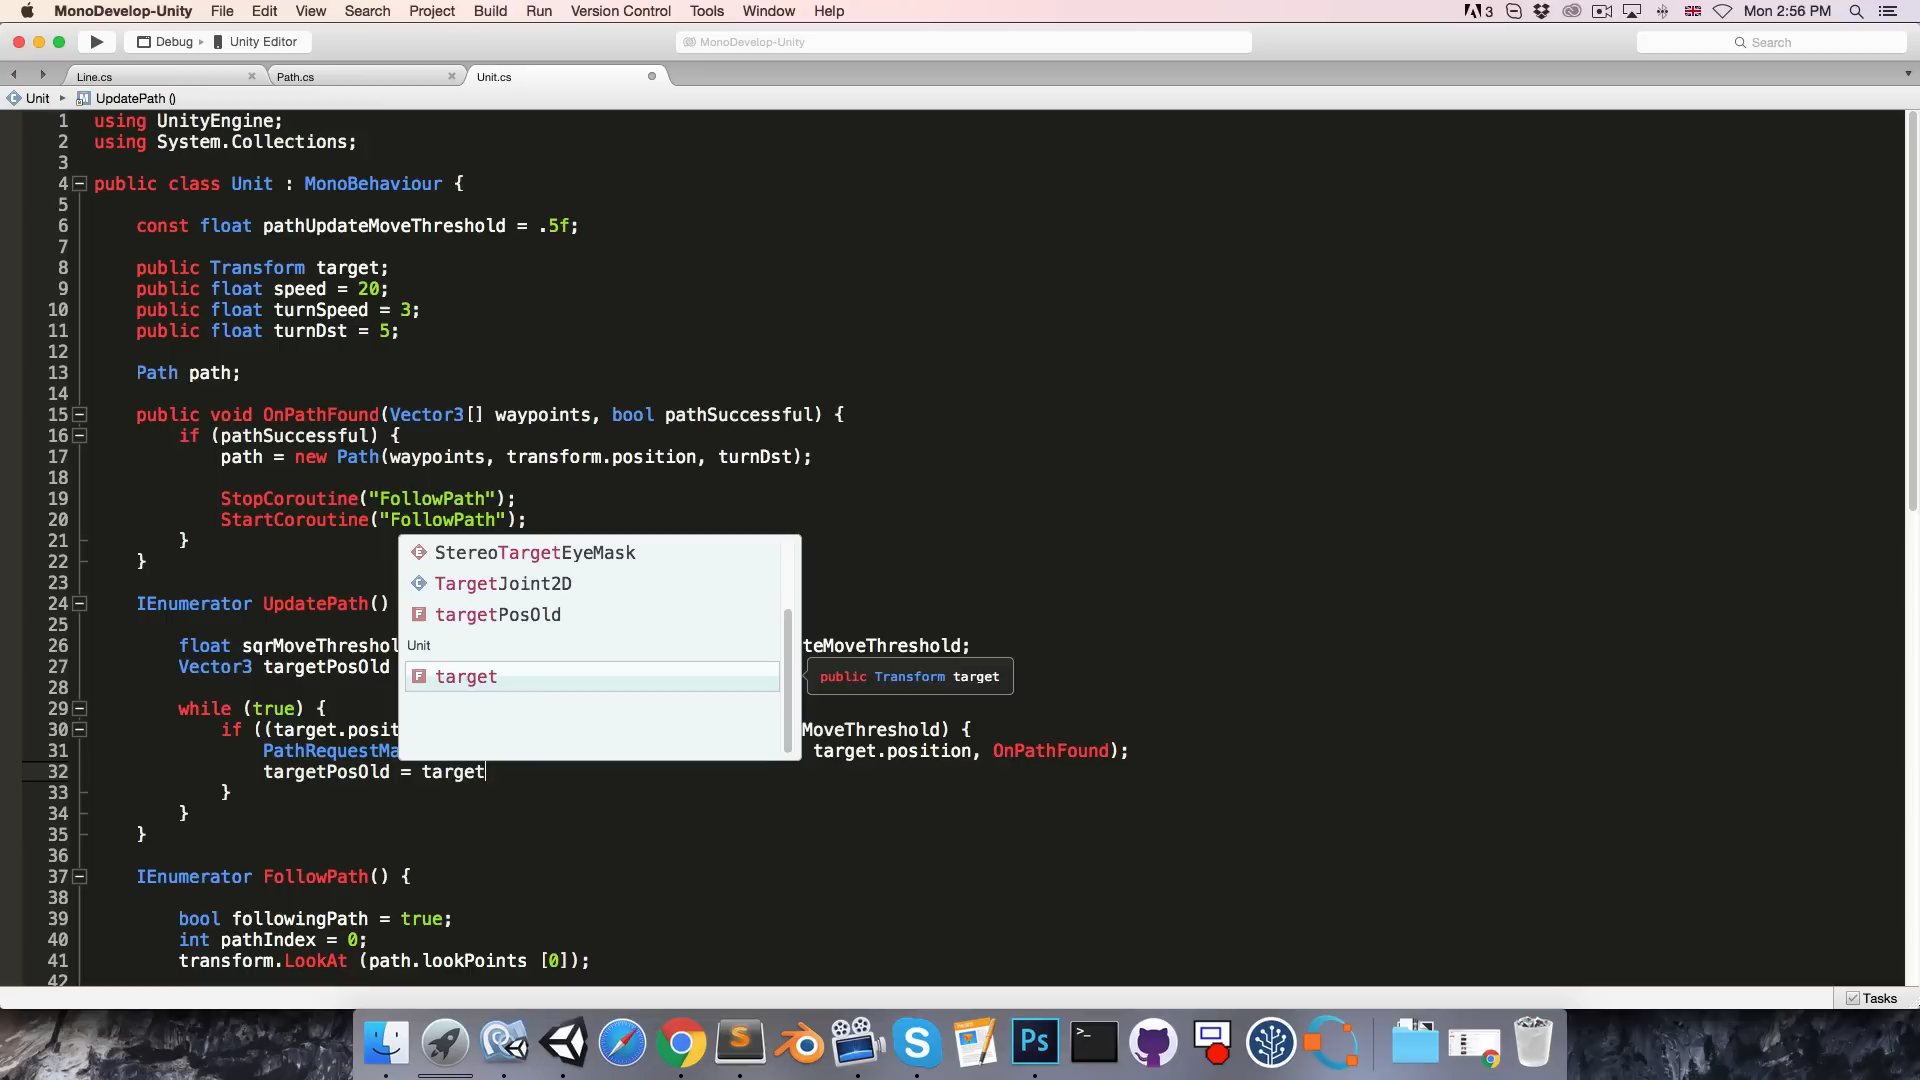 MonoDevelop-Unity File Edit View Search Project Build Run Version Control Tools Window Help 3 Mon 2:56 PM
Debug Unity Editor MonoDevelop-Unity Search
Line.cs Path.cs Unit.cs
Unit UpdatePath ()
1 using UnityEngine;
2 using System.Collections;
3
4 public class Unit : MonoBehaviour {
5
6 const float pathUpdateMoveThreshold = .5f;
7
8 public Transform target;
9 public float speed = 20;
10 public float turnSpeed = 3;
11 public float turnDst = 5;
12
13 Path path;
14
15 public void OnPathFound(Vector3[] waypoints, bool pathSuccessful) {
16 if (pathSuccessful) {
17 path = new Path(waypoints, transform.position, turnDst);
18
19 StopCoroutine("FollowPath");
20 StartCoroutine("FollowPath");
21 }
22 }
23
24 IEnumerator UpdatePath()
25
26 float sqrMoveThreshol teMoveThreshold;
27 Vector3 targetPosOld
28
29 while (true) {
30 if ((target.positi MoveThreshold) {
31 PathRequestMa target.position, OnPathFound);
32 targetPosOld = target
33 }
34 }
35 }
36
37 IEnumerator FollowPath() {
38
39 bool followingPath = true;
40 int pathIndex = 0;
41 transform.LookAt (path.lookPoints [0]);
42
StereoTargetEyeMask
TargetJoint2D
targetPosOld
Unit
target
public Transform target
Tasks
Ps